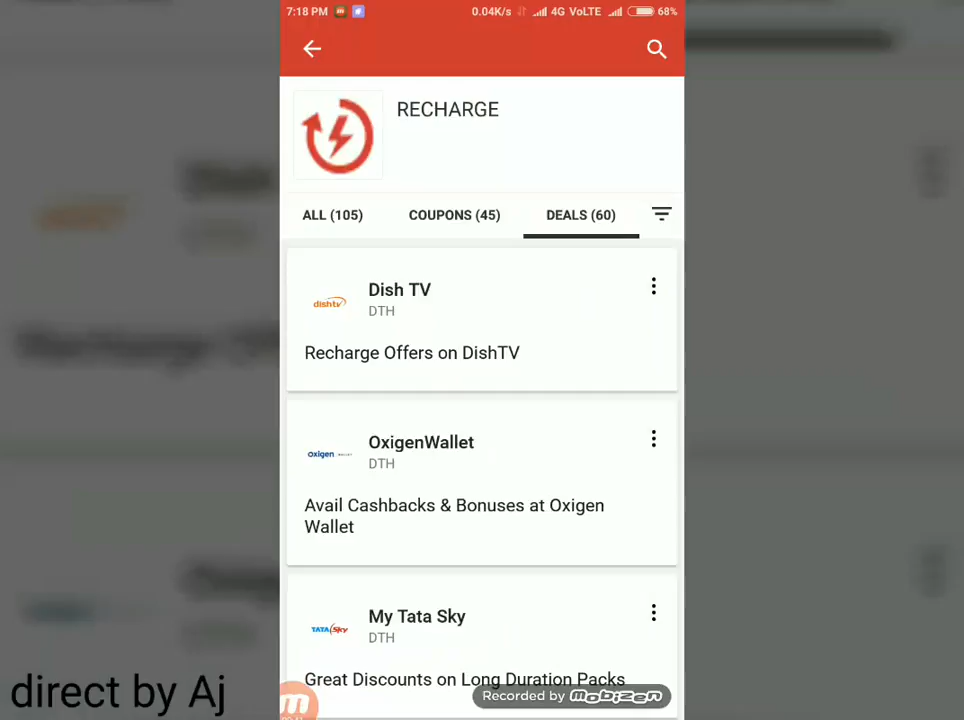 7:18 PM 0.04K/s 4G VoLTE 68%
RECHARGE
ALL (105) COUPONS (45) DEALS (60)
dishtv
Dish TV
DTH
Recharge Offers on DishTV
oxigen WALLET
OxigenWallet
DTH
Avail Cashbacks & Bonuses at Oxigen
Wallet
TATA Sky
My Tata Sky
DTH
Great Discounts on Long Duration Packs
Recorded by mobizen
direct by Aj